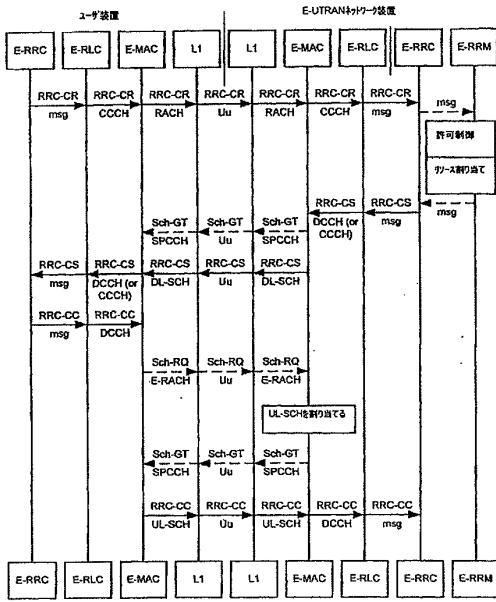 ユーザ装置 E-UTRANネットワーク装置
E-RRC E-RLC E-MAC L1 L1 E-MAC E-RLC E-RRC E-RRM
RRC-CR RRC-CR RRC-CR RRC-CR RRC-CR RRC-CR RRC-CR msg
msg CCCH RACH Uu RACH CCCH msg
許可制御
リソース割り当て
RRC-CS RRC-CS msg
Sch-GT Sch-GT Sch-GT DCCH (or CCCH) msg
SPCCH Uu SPCCH
RRC-CS RRC-CS RRC-CS RRC-CS RRC-CS
msg DCCH (or CCCH) DL-SCH Uu DL-SCH
RRC-CC RRC-CC
msg DCCH
Sch-RQ Sch-RQ Sch-RQ
E-RACH Uu E-RACH
UL-SCHを割り当てる
Sch-GT Sch-GT Sch-GT
SPCCH Uu SPCCH
RRC-CC RRC-CC RRC-CC RRC-CC RRC-CC
UL-SCH Uu UL-SCH DCCH msg
E-RRC E-RLC E-MAC L1 L1 E-MAC E-RLC E-RRC E-RRM